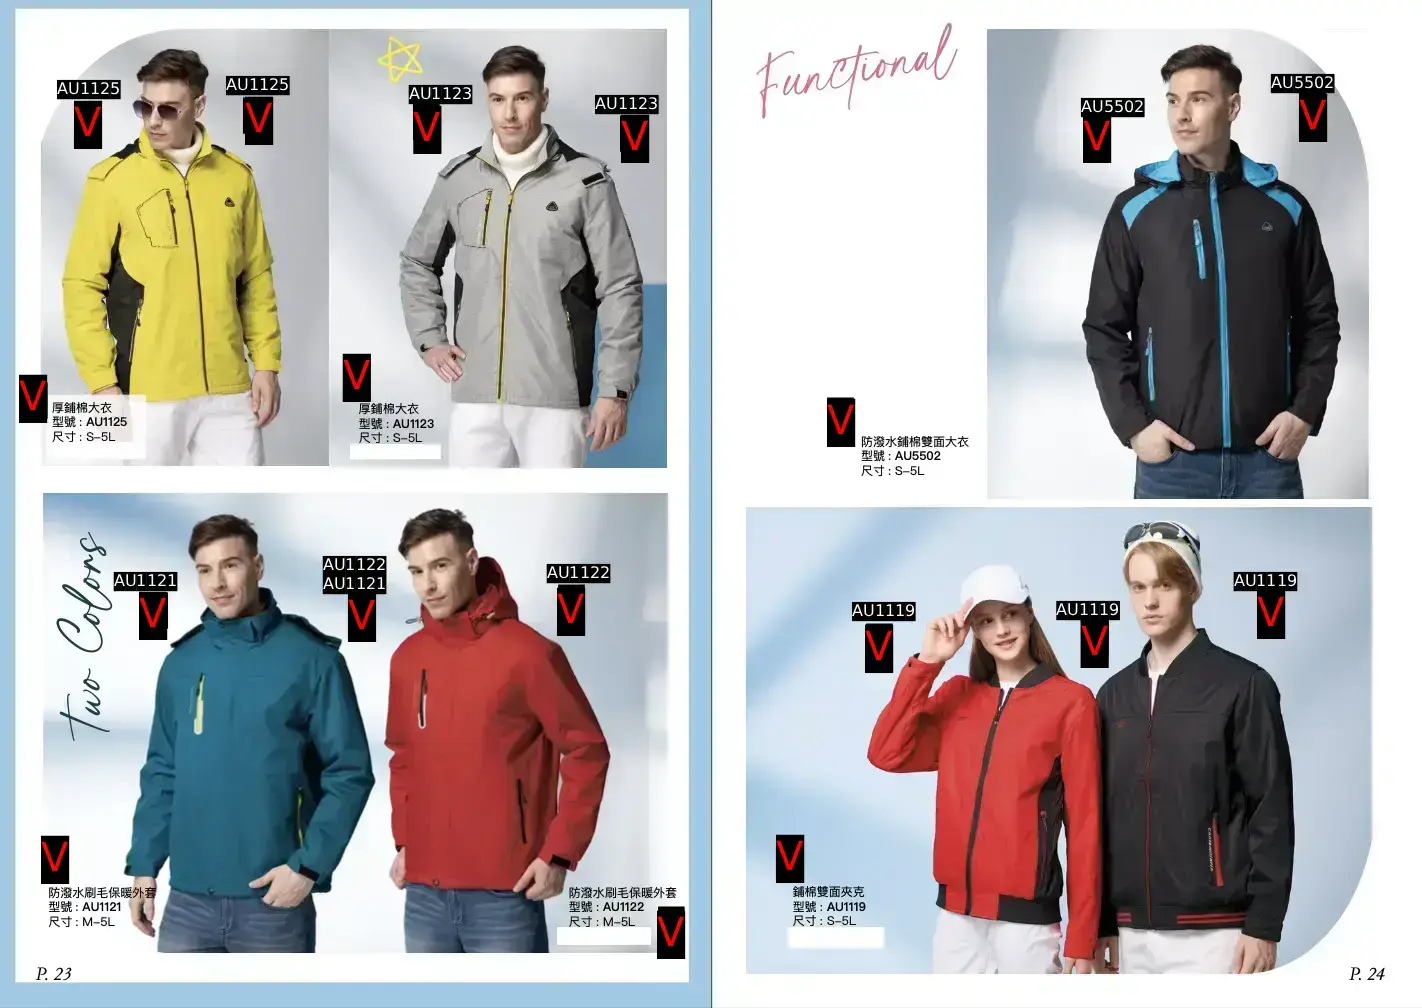 AU1125
V
AU1125
V
AU1123
V
AU1123
V
V
厚鋪棉大衣
型號 : AU1125
尺寸 : S-5L
V
厚鋪棉大衣
型號 : AU1123
尺寸 : S-5L
Two Colors
AU1121
V
AU1122
AU1121
V
AU1122
V
V
防潑水刷毛保暖外套
型號 : AU1121
尺寸 : M-5L
防潑水刷毛保暖外套
型號 : AU1122
尺寸 : M-5L
V
P. 23
Functional
AU5502
V
AU5502
V
V
防潑水鋪棉雙面大衣
型號 : AU5502
尺寸 : S-5L
AU1119
V
AU1119
V
AU1119
V
V
鋪棉雙面夾克
型號 : AU1119
尺寸 : S-5L
P. 24